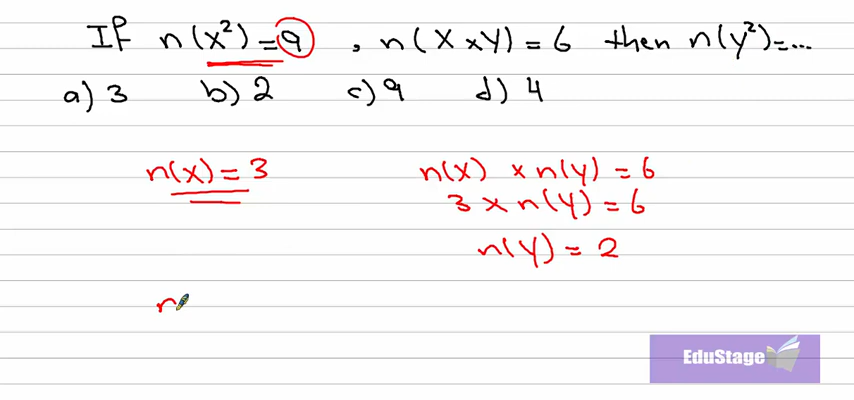 If n(X²) = 9 , n(X×Y) = 6 then n(y²) = ...
a) 3 b) 2 c) 9 d) 4
n(X) = 3 n(X) × n(Y) = 6
3 × n(Y) = 6
n(Y) = 2
n
EduStage